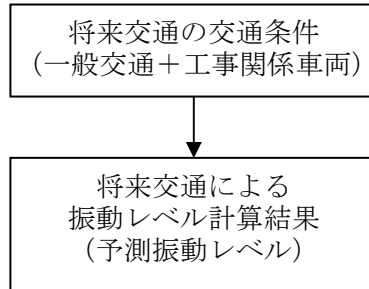 将来交通の交通条件
（一般交通＋工事関係車両）
将来交通による
振動レベル計算結果
（予測振動レベル）